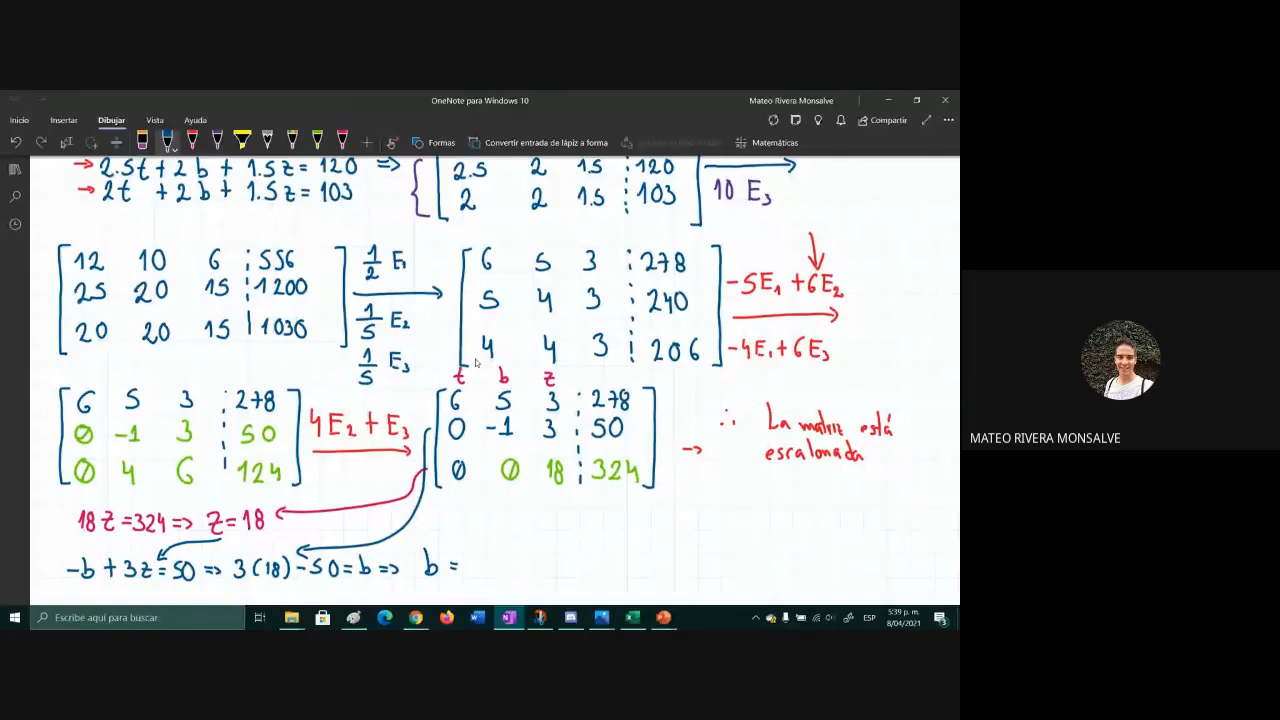 OneNote para Windows 10
Mateo Rivera Monsalve
Inicio Insertar Dibujar Vista Ayuda
Compartir
Formas Convertir entrada de lápiz a forma Matemáticas
→ 2.5t + 2b + 1.5z = 120 ⇒
→ 2t + 2b + 1.5z = 103
2.5 2 1.5 120
2 2 1.5 103
10 E3
12 10 6 556
25 20 15 1200
20 20 15 1030
1/2 E1
1/5 E2
1/5 E3
6 5 3 278
5 4 3 240
4 4 3 206
-5E1 + 6E2
-4E1 + 6E3
6 5 3 278
0 -1 3 50
0 4 6 124
4E2 + E3
t b z
6 5 3 278
0 -1 3 50
0 0 18 324
→ ∴ La matriz está
escalonada
18z = 324 ⇒ z = 18
-b + 3z = 50 ⇒ 3(18) - 50 = b ⇒ b =
MATEO RIVERA MONSALVE
Escribe aquí para buscar
ESP
5:39 p. m.
8/04/2021
3